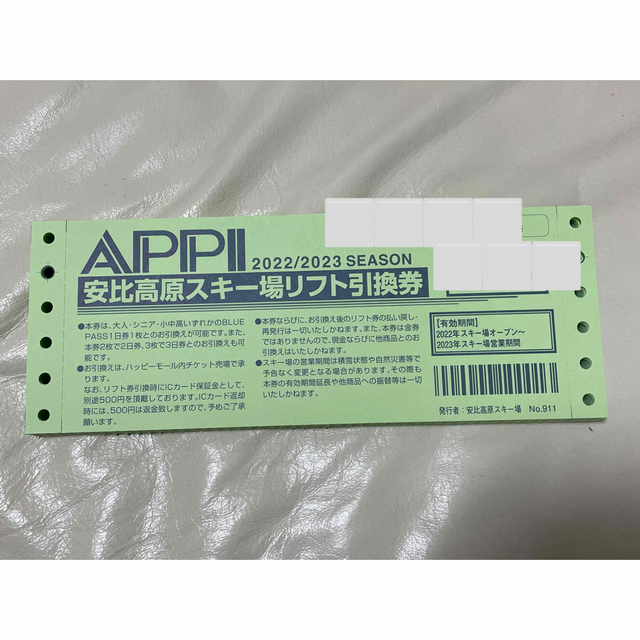 APPI 2022/2023 SEASON
安比高原スキー場リフト引換券
●本券は、大人・シニア・小中高いずれかのBLUE
PASS1日券1枚とのお引換えが可能です。また、
本券2枚で2日券、3枚で3日券とのお引換えも可
能です。
●お引換えは、ハッピーモール内チケット売場で承
ります。
なお、リフト券引換時にICカード保証金として、
別途500円を頂戴しております。ICカード返却
時には、500円は返金致しますので、予めご了承
願います。
●本券ならびに、お引換え後のリフト券の払い戻し・
再発行は一切いたしかねます。また、本券は金券
ではありませんので、現金ならびに他商品とのお
引換えはいたしかねます。
●スキー場の営業期間は積雪状態や自然災害等で
予告なく変更となる場合があります。その際も
本券の有効期間延長や他商品への振替等は一切
いたしかねます。
【有効期間】
2022年スキー場オープン～
2023年スキー場営業期間
発行者：安比高原スキー場 No.911